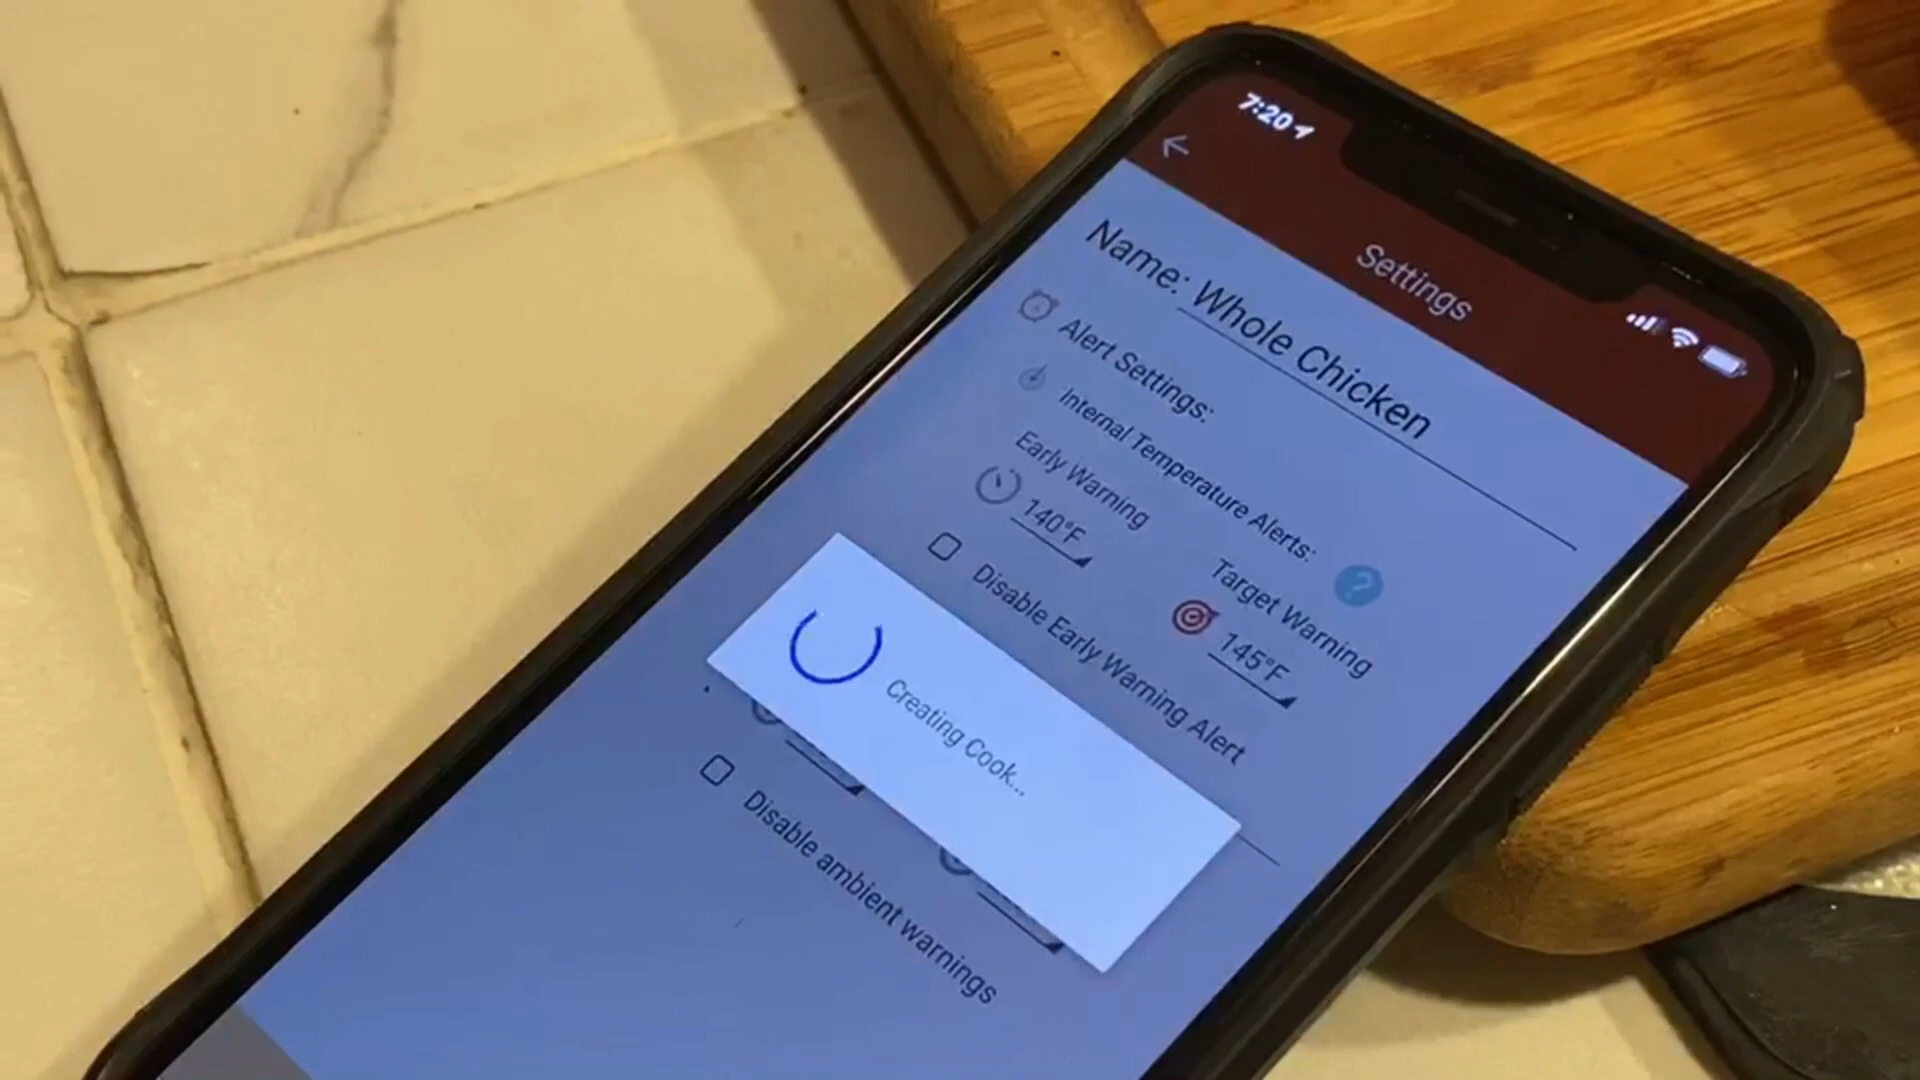 7:20
Settings
Name: Whole Chicken
Alert Settings:
Internal Temperature Alerts:
?
Early Warning
140°F
Target Warning
145°F
Disable Early Warning Alert
Creating Cook...
Disable ambient warnings